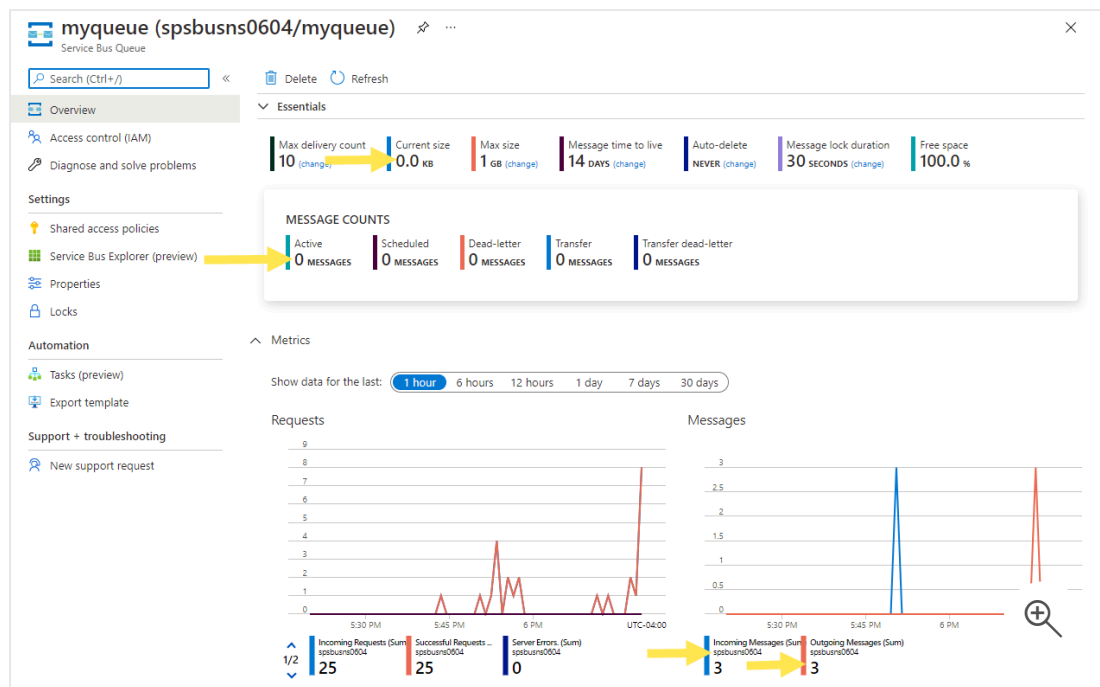 myqueue (spsbusns0604/myqueue)
Service Bus Queue
Search (Ctrl+/)
«
Delete
Refresh
Overview
Access control (IAM)
Diagnose and solve problems
Settings
Shared access policies
Service Bus Explorer (preview)
Properties
Locks
Automation
Tasks (preview)
Export template
Support + troubleshooting
New support request
Essentials
Max delivery count
10 (change)
Current size
0.0 KB
Max size
1 GB (change)
Message time to live
14 DAYS (change)
Auto-delete
NEVER (change)
Message lock duration
30 SECONDS (change)
Free space
100.0 %
MESSAGE COUNTS
Active
0 MESSAGES
Scheduled
0 MESSAGES
Dead-letter
0 MESSAGES
Transfer
0 MESSAGES
Transfer dead-letter
0 MESSAGES
Metrics
Show data for the last: 1 hour 6 hours 12 hours 1 day 7 days 30 days
Requests
9
8
7
6
5
4
3
2
1
0
5:30 PM 5:45 PM 6 PM UTC-04:00
1/2
Incoming Requests (Sum)
spsbusns0604
25
Successful Requests ...
spsbusns0604
25
Server Errors. (Sum)
spsbusns0604
0
Messages
3
2.5
2
1.5
1
0.5
0
5:30 PM 5:45 PM 6 PM
Incoming Messages (Sum)
spsbusns0604
3
Outgoing Messages (Sum)
spsbusns0604
3